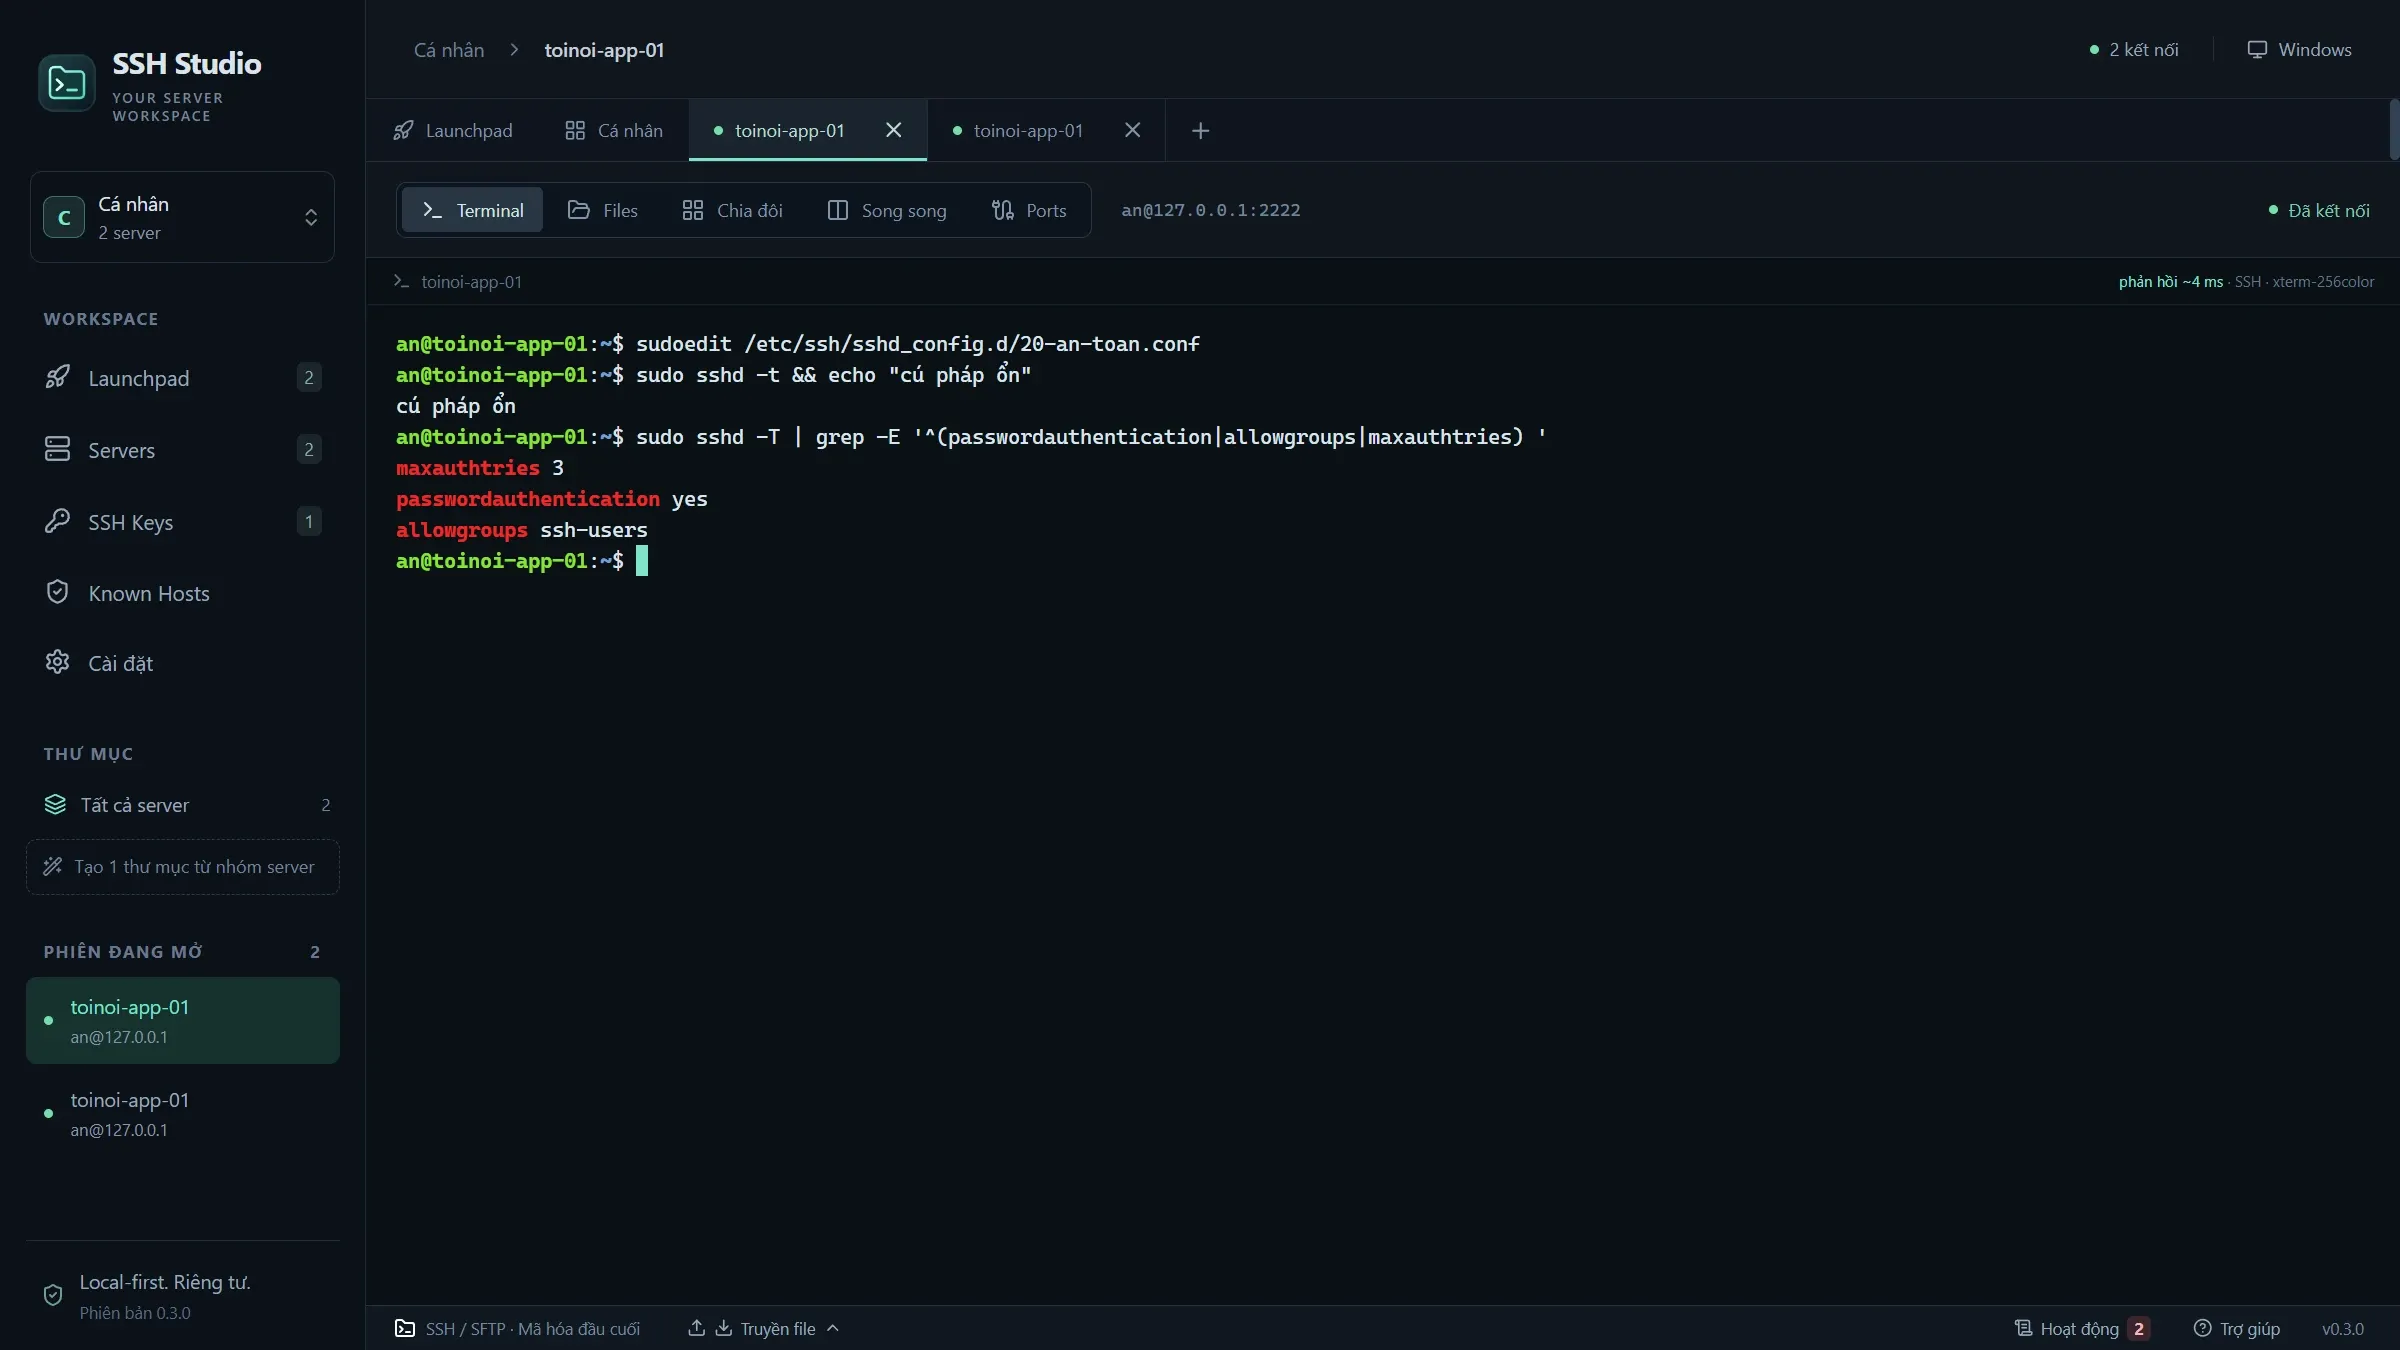 SSH Studio
YOUR SERVER
WORKSPACE
C
Cá nhân
2 server
WORKSPACE
Launchpad 2
Servers 2
SSH Keys 1
Known Hosts
Cài đặt
THƯ MỤC
Tất cả server 2
Tạo 1 thư mục từ nhóm server
PHIÊN ĐANG MỞ 2
toinoi-app-01
an@127.0.0.1
toinoi-app-01
an@127.0.0.1
Local-first. Riêng tư.
Phiên bản 0.3.0
Cá nhân > toinoi-app-01
2 kết nối
Windows
Launchpad
Cá nhân
toinoi-app-01
toinoi-app-01
Terminal
Files
Chia đôi
Song song
Ports
an@127.0.0.1:2222
Đã kết nối
toinoi-app-01
phản hồi ~4 ms · SSH · xterm-256color
an@toinoi-app-01:~$ sudoedit /etc/ssh/sshd_config.d/20-an-toan.conf
an@toinoi-app-01:~$ sudo sshd -t && echo "cú pháp ổn"
cú pháp ổn
an@toinoi-app-01:~$ sudo sshd -T | grep -E '^(passwordauthentication|allowgroups|maxauthtries) '
maxauthtries 3
passwordauthentication yes
allowgroups ssh-users
an@toinoi-app-01:~$
SSH / SFTP · Mã hóa đầu cuối
Truyền file
Hoạt động 2
Trợ giúp
v0.3.0